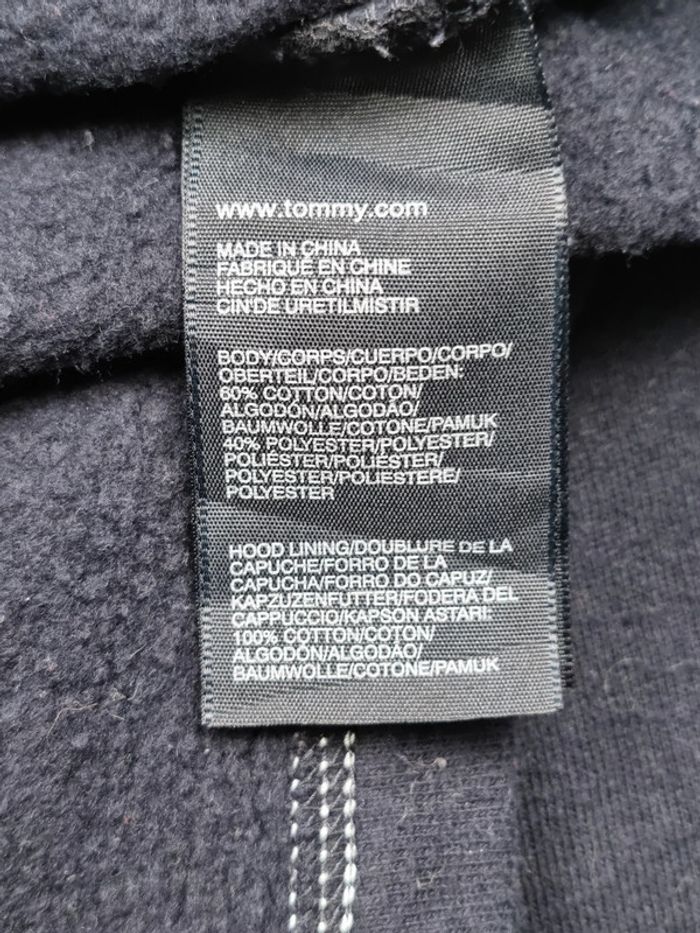 www.tommy.com
MADE IN CHINA
FABRIQUÉ EN CHINE
HECHO EN CHINA
CIN'DE URETILMISTIR
BODY/CORPS/CUERPO/CORPO/
OBERTEIL/CORPO/BEDEN:
60% COTTON/COTON/
ALGODÓN/ALGODÃO/
BAUMWOLLE/COTONE/PAMUK
40% POLYESTER/POLYESTER/
POLIÉSTER/POLIÉSTER/
POLYESTER/POLIESTERE/
POLYESTER
HOOD LINING/DOUBLURE DE LA
CAPUCHE/FORRO DE LA
CAPUCHA/FORRO DO CAPUZ/
KAPZUZENFUTTER/FODERA DEL
CAPPUCCIO/KAPSON ASTARI:
100% COTTON/COTON/
ALGODÓN/ALGODÃO/
BAUMWOLLE/COTONE/PAMUK